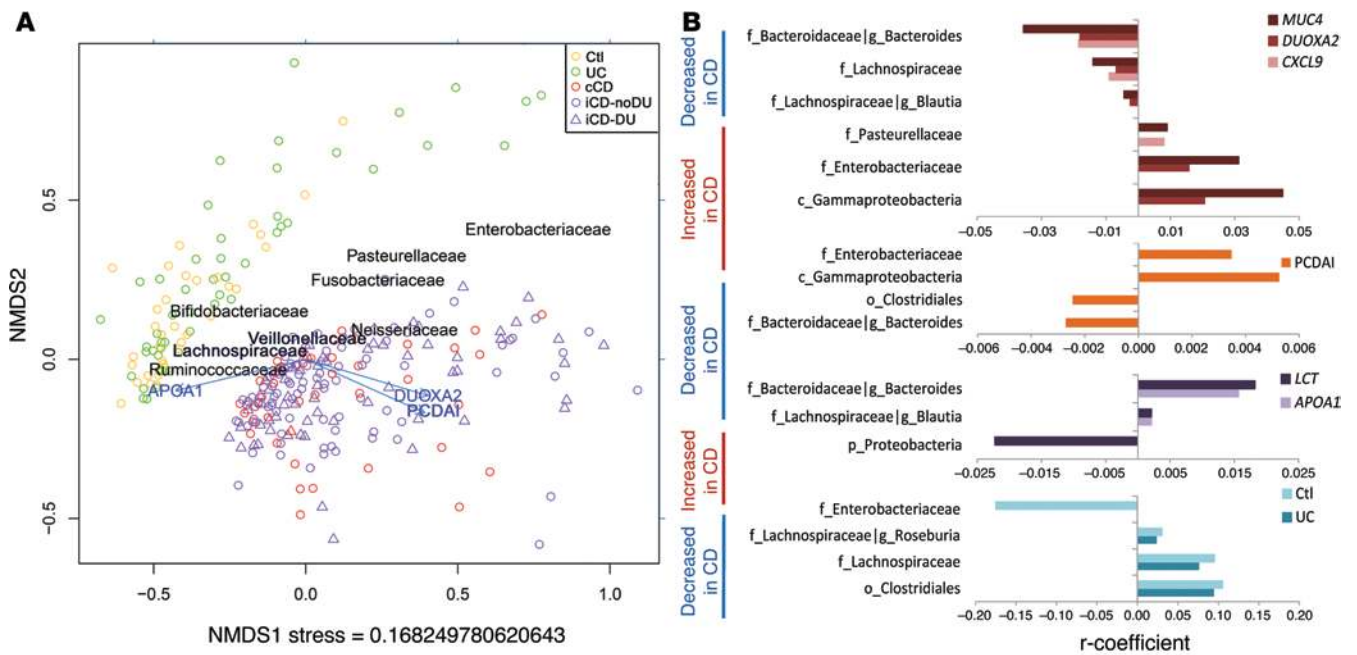 A
NMDS2
0.5
0.0
−0.5
−0.5
0.0
0.5
1.0
NMDS1 stress = 0.168249780620643
Ctl
UC
cCD
iCD-noDU
iCD-DU
Enterobacteriaceae
Pasteurellaceae
Fusobacteriaceae
Bifidobacteriaceae
Neisseriaceae
Veillonellaceae
Lachnospiraceae
Ruminococcaceae
APOA1
DUOXA2
PCDAI
B
Decreased
in CD
Increased
in CD
Decreased
in CD
Increased
in CD
Decreased
in CD
f_Bacteroidaceae|g_Bacteroides
f_Lachnospiraceae
f_Lachnospiraceae|g_Blautia
f_Pasteurellaceae
f_Enterobacteriaceae
c_Gammaproteobacteria
MUC4
DUOXA2
CXCL9
−0.05 −0.03 −0.01 0.01 0.03 0.05
f_Enterobacteriaceae
c_Gammaproteobacteria
o_Clostridiales
f_Bacteroidaceae|g_Bacteroides
PCDAI
−0.006 −0.004 −0.002 0.000 0.002 0.004 0.006
f_Bacteroidaceae|g_Bacteroides
f_Lachnospiraceae|g_Blautia
p_Proteobacteria
LCT
APOA1
−0.025 −0.015 −0.005 0.005 0.015 0.025
f_Enterobacteriaceae
f_Lachnospiraceae|g_Roseburia
f_Lachnospiraceae
o_Clostridiales
Ctl
UC
−0.20 −0.15 −0.10 −0.05 0.00 0.05 0.10 0.15 0.20
r-coefficient